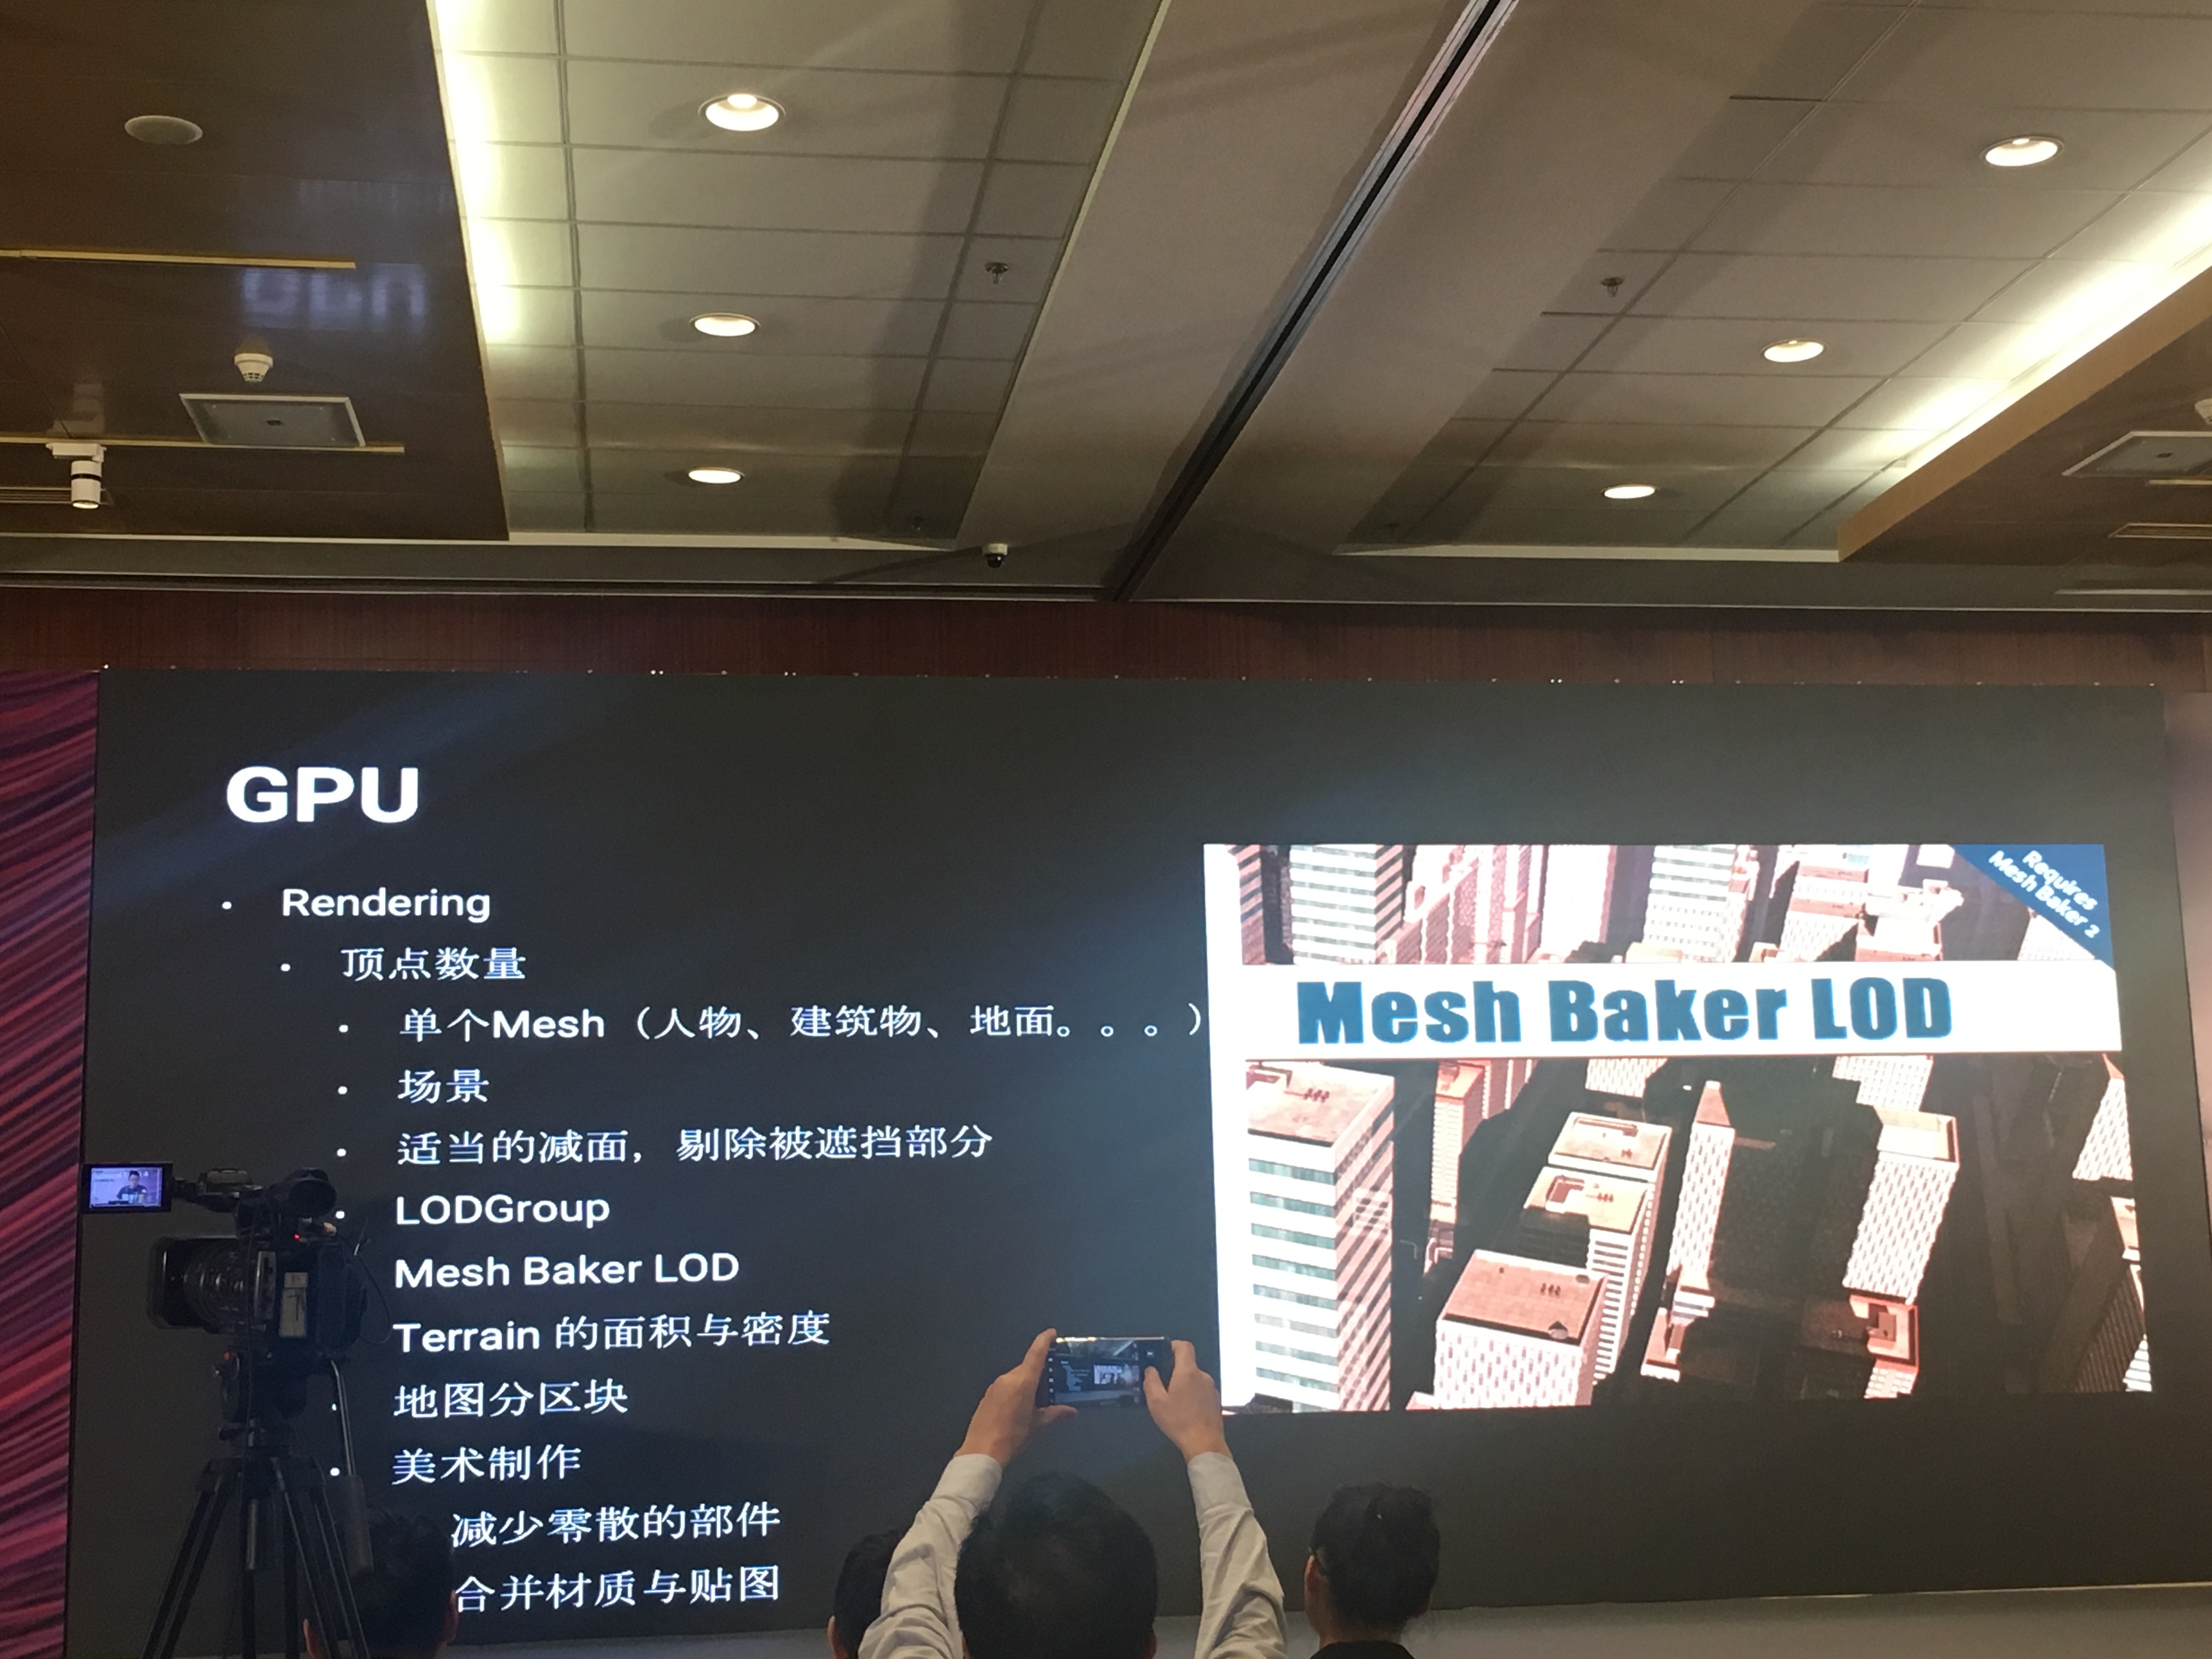 GPU
Rendering
顶点数量
单个Mesh（人物、建筑物、地面。。。）
场景
适当的减面，剔除被遮挡部分
LODGroup
Mesh Baker LOD
Terrain 的面积与密度
地图分区块
美术制作
减少零散的部件
合并材质与贴图
Requires
Mesh Baker 2
Mesh Baker LOD